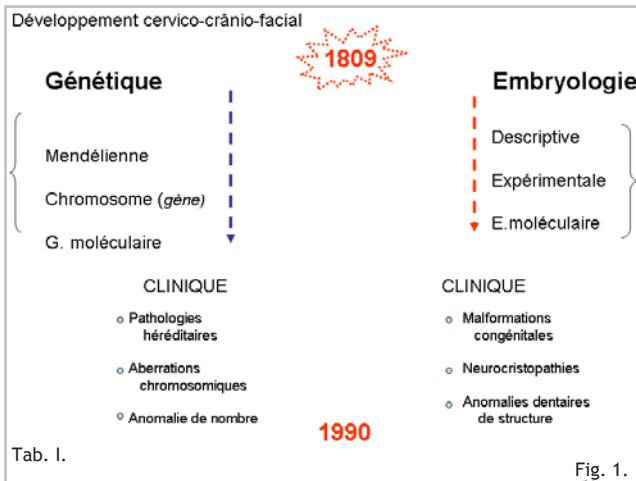 Développement cervico-crânio-facial
1809
Génétique
Embryologie
Mendélienne
Chromosome (gène)
G. moléculaire
Descriptive
Expérimentale
E.moléculaire
CLINIQUE
Pathologies
héréditaires
Aberrations
chromosomiques
Anomalie de nombre
CLINIQUE
Malformations
congénitales
Neurocristopathies
Anomalies dentaires
de structure
1990
Tab. I.
Fig. 1.